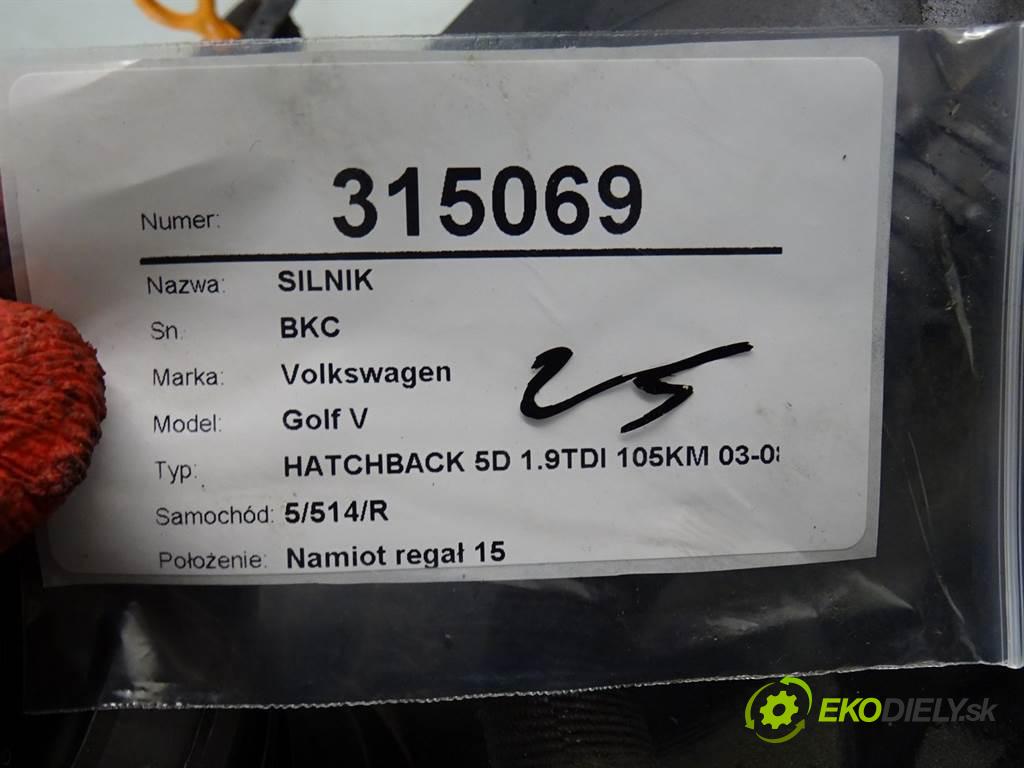 Numer: 315069
Nazwa: SILNIK
Sn: BKC
Marka: Volkswagen
Model: Golf V
25
Typ: HATCHBACK 5D 1.9TDI 105KM 03-08
Samochód: 5/514/R
Położenie: Namiot regał 15
EKODIELY.sk